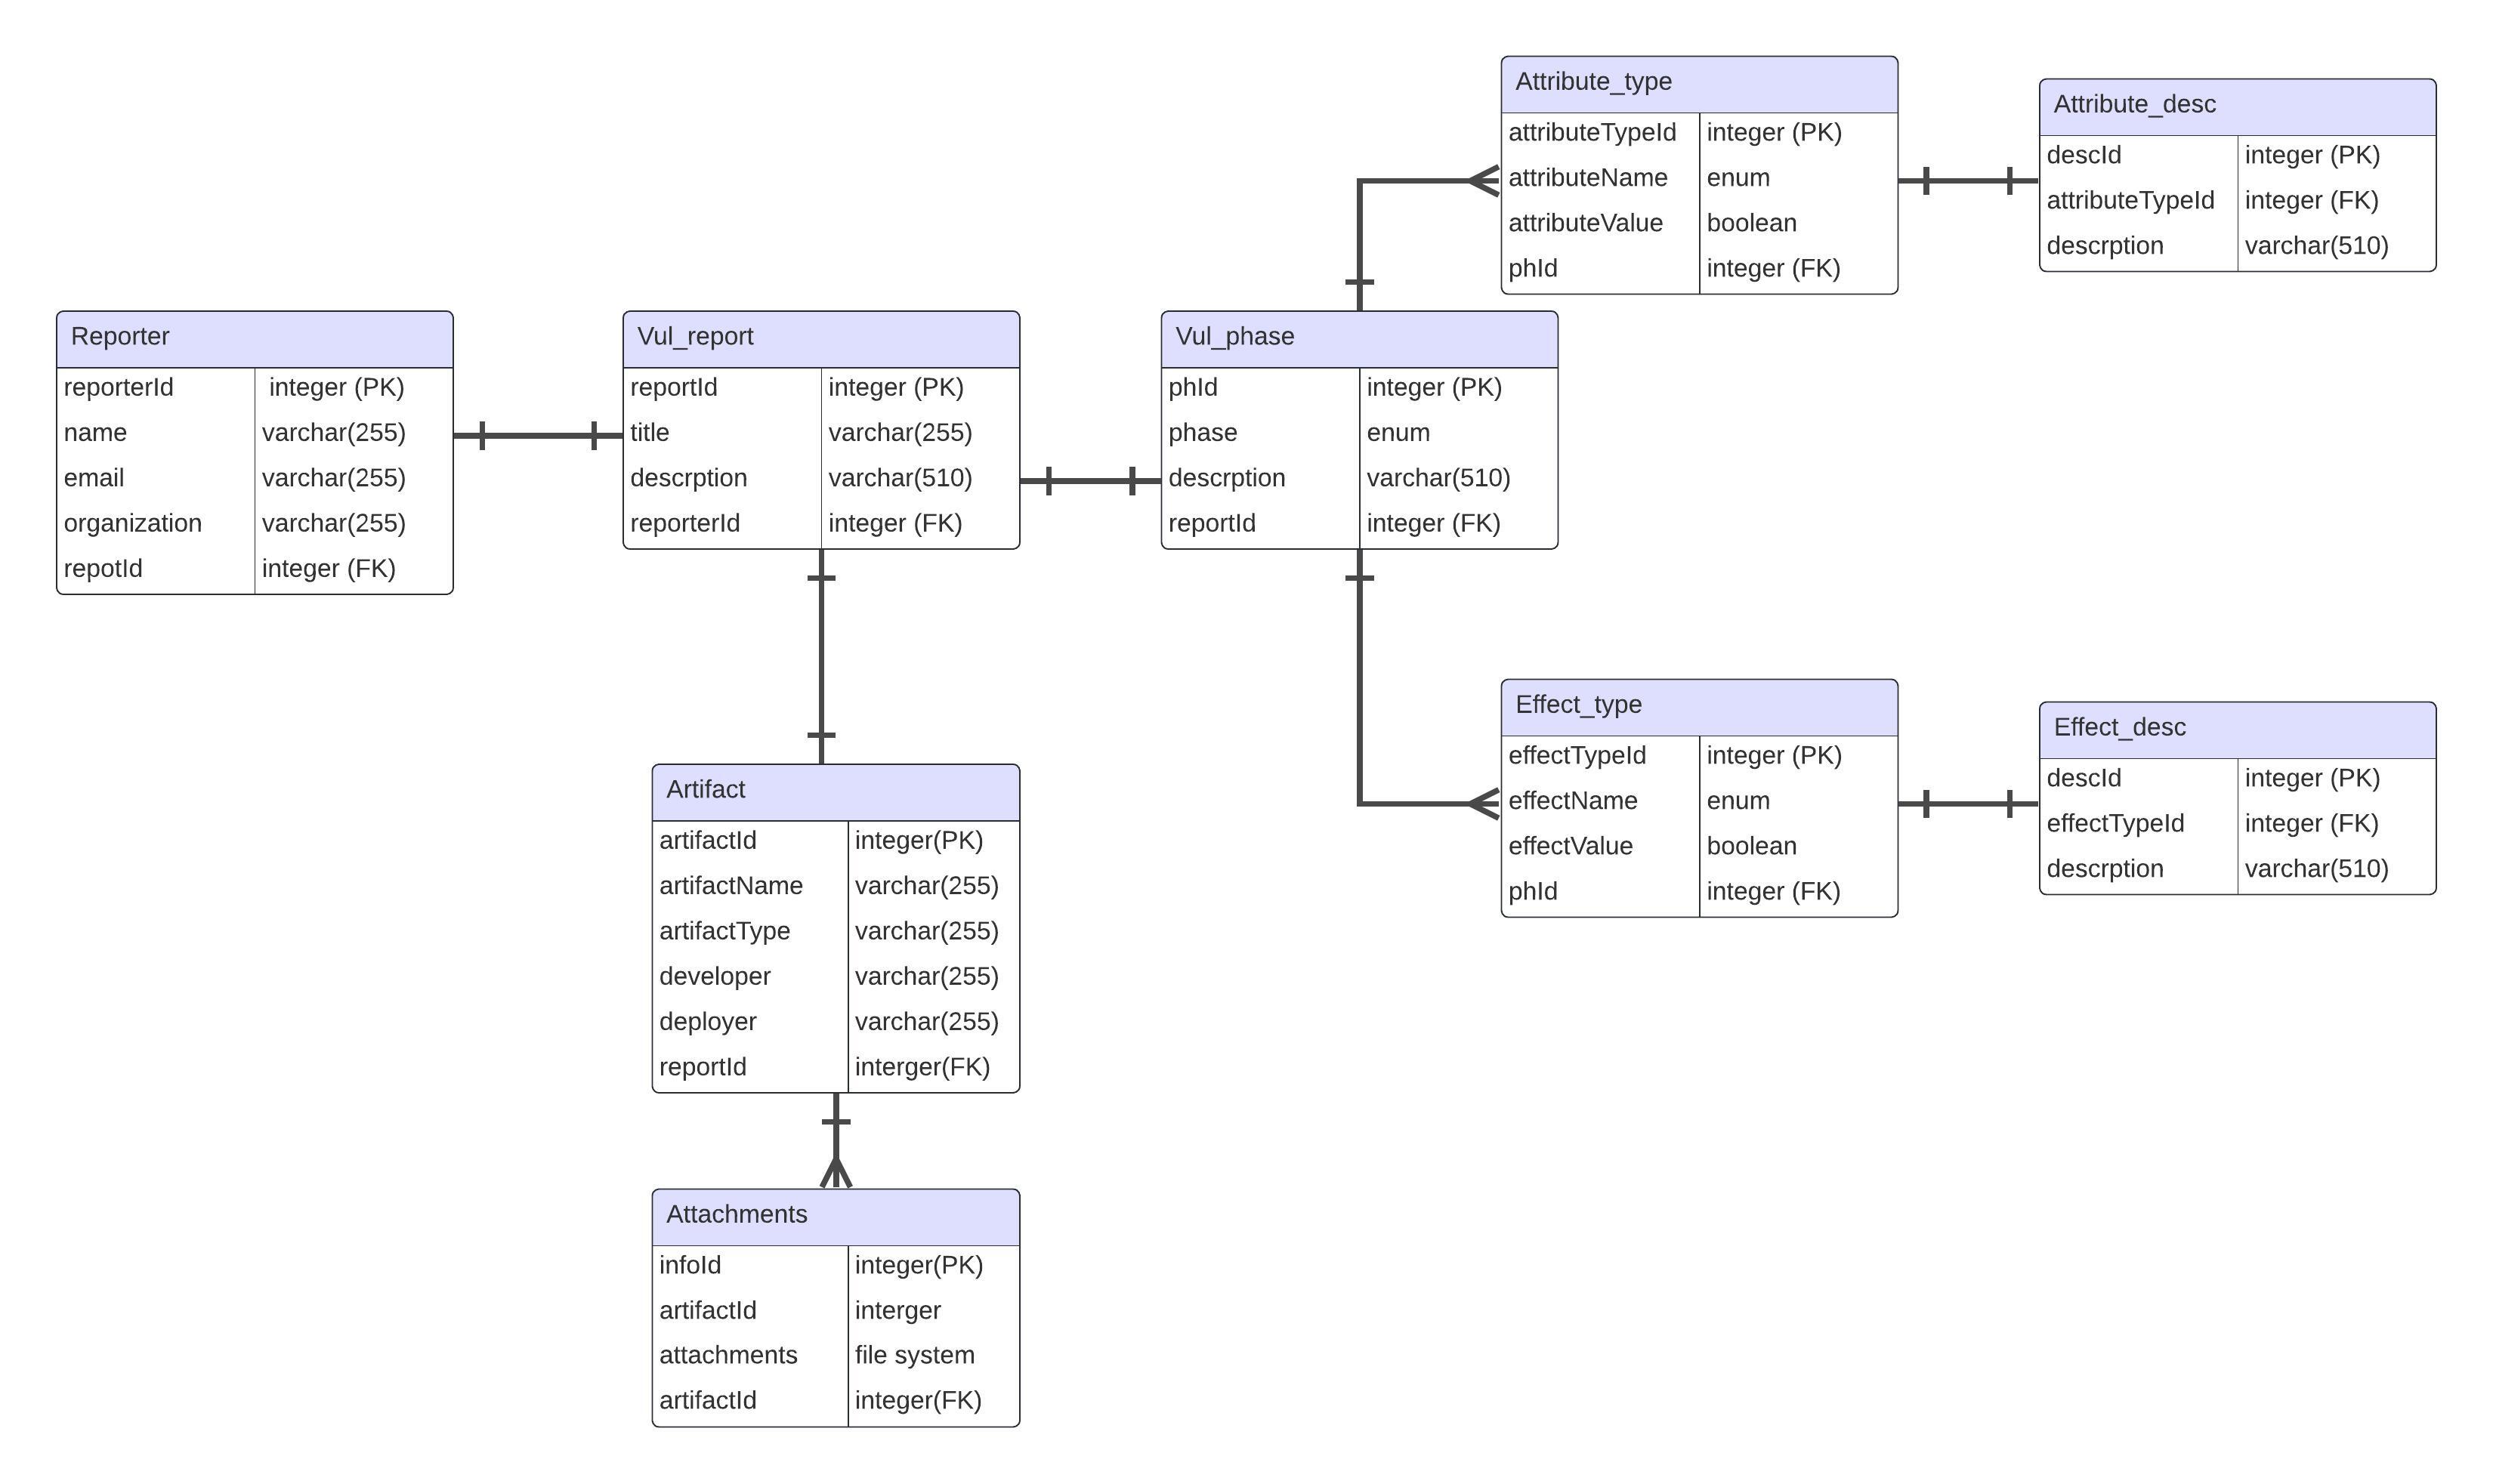 Attribute_type
attributeTypeId integer (PK)
attributeName enum
attributeValue boolean
phId integer (FK)
Attribute_desc
descId integer (PK)
attributeTypeId integer (FK)
descrption varchar(510)
Reporter
reporterId integer (PK)
name varchar(255)
email varchar(255)
organization varchar(255)
repotId integer (FK)
Vul_report
reportId integer (PK)
title varchar(255)
descrption varchar(510)
reporterId integer (FK)
Vul_phase
phId integer (PK)
phase enum
descrption varchar(510)
reportId integer (FK)
Effect_type
effectTypeId integer (PK)
effectName enum
effectValue boolean
phId integer (FK)
Effect_desc
descId integer (PK)
effectTypeId integer (FK)
descrption varchar(510)
Artifact
artifactId integer(PK)
artifactName varchar(255)
artifactType varchar(255)
developer varchar(255)
deployer varchar(255)
reportId interger(FK)
Attachments
infoId integer(PK)
artifactId interger
attachments file system
artifactId integer(FK)